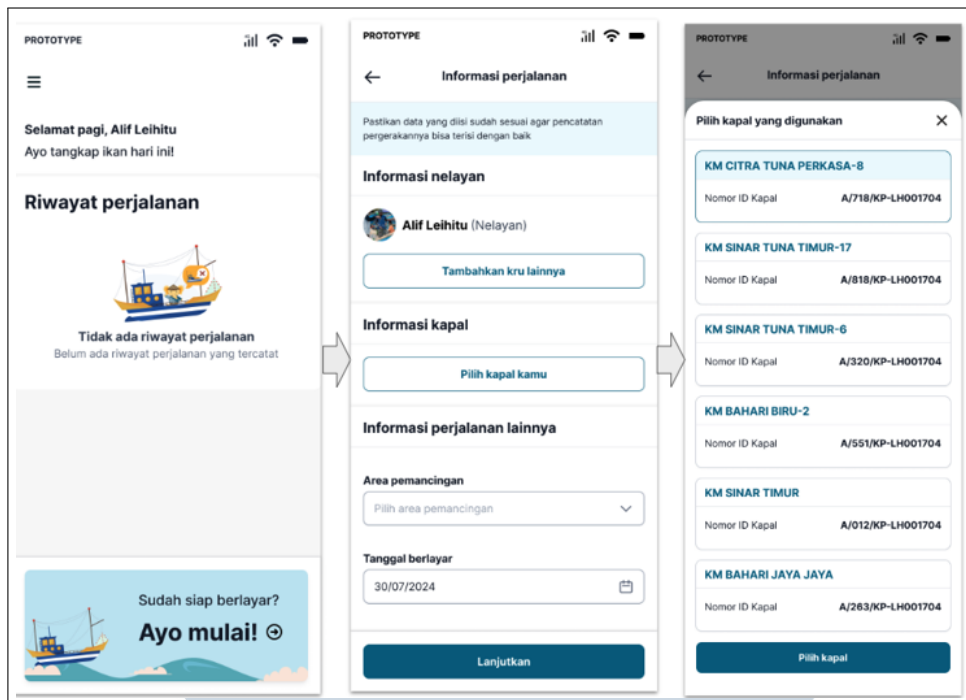 PROTOTYPE
Selamat pagi, Alif Leihitu
Ayo tangkap ikan hari ini!
Riwayat perjalanan
Tidak ada riwayat perjalanan
Belum ada riwayat perjalanan yang tercatat
Sudah siap berlayar?
Ayo mulai!
PROTOTYPE
Informasi perjalanan
Pastikan data yang diisi sudah sesuai agar pencatatan
pergerakannya bisa terisi dengan baik
Informasi nelayan
Alif Leihitu (Nelayan)
Tambahkan kru lainnya
Informasi kapal
Pilih kapal kamu
Informasi perjalanan lainnya
Area pemancingan
Pilih area pemancingan
Tanggal berlayar
30/07/2024
Lanjutkan
PROTOTYPE
Informasi perjalanan
Pilih kapal yang digunakan
KM CITRA TUNA PERKASA-8
Nomor ID Kapal A/718/KP-LH001704
KM SINAR TUNA TIMUR-17
Nomor ID Kapal A/818/KP-LH001704
KM SINAR TUNA TIMUR-6
Nomor ID Kapal A/320/KP-LH001704
KM BAHARI BIRU-2
Nomor ID Kapal A/551/KP-LH001704
KM SINAR TIMUR
Nomor ID Kapal A/012/KP-LH001704
KM BAHARI JAYA JAYA
Nomor ID Kapal A/263/KP-LH001704
Pilih kapal